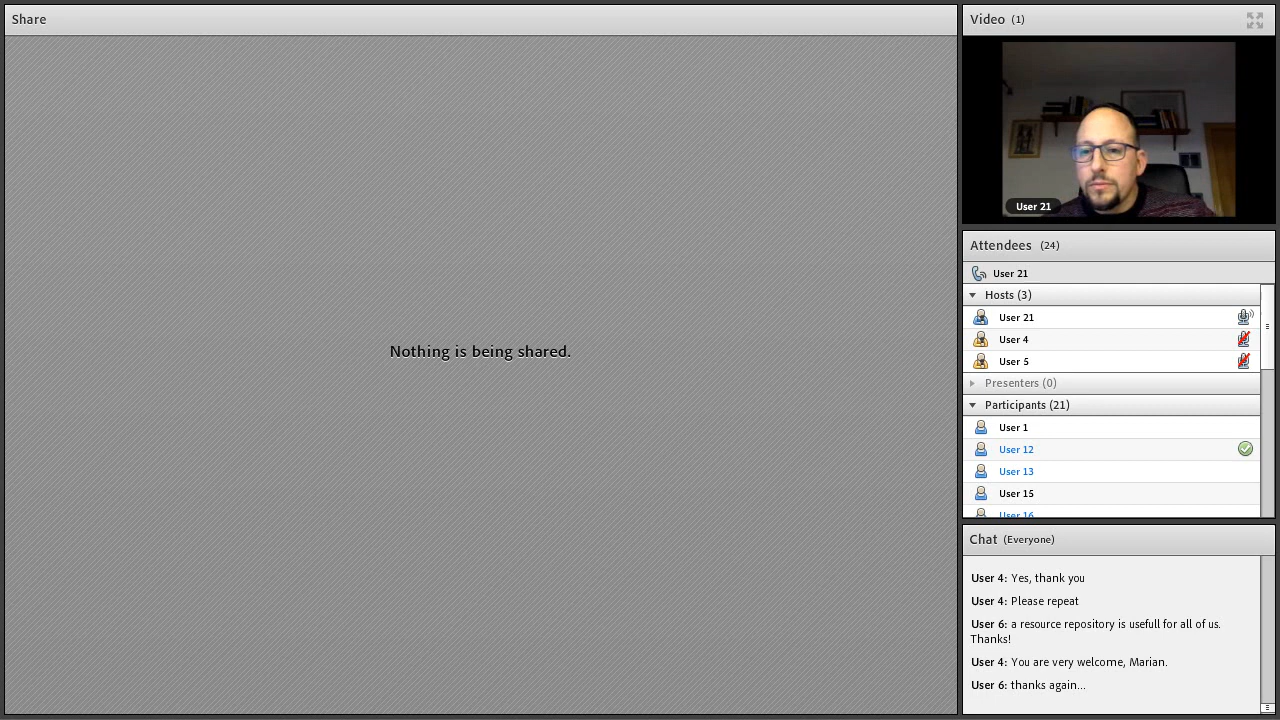 Share
Nothing is being shared.
Video (1)
User 21
Attendees (24)
User 21
Hosts (3)
User 21
User 4
User 5
Presenters (0)
Participants (21)
User 1
User 12
User 13
User 15
User 16
Chat (Everyone)
User 4: Yes, thank you
User 4: Please repeat
User 6: a resource repository is usefull for all of us.
Thanks!
User 4: You are very welcome, Marian.
User 6: thanks again...